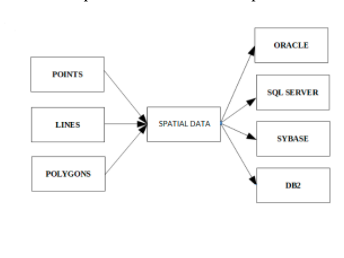 POINTS
LINES
POLYGONS
SPATIAL DATA
ORACLE
SQL SERVER
SYBASE
DB2